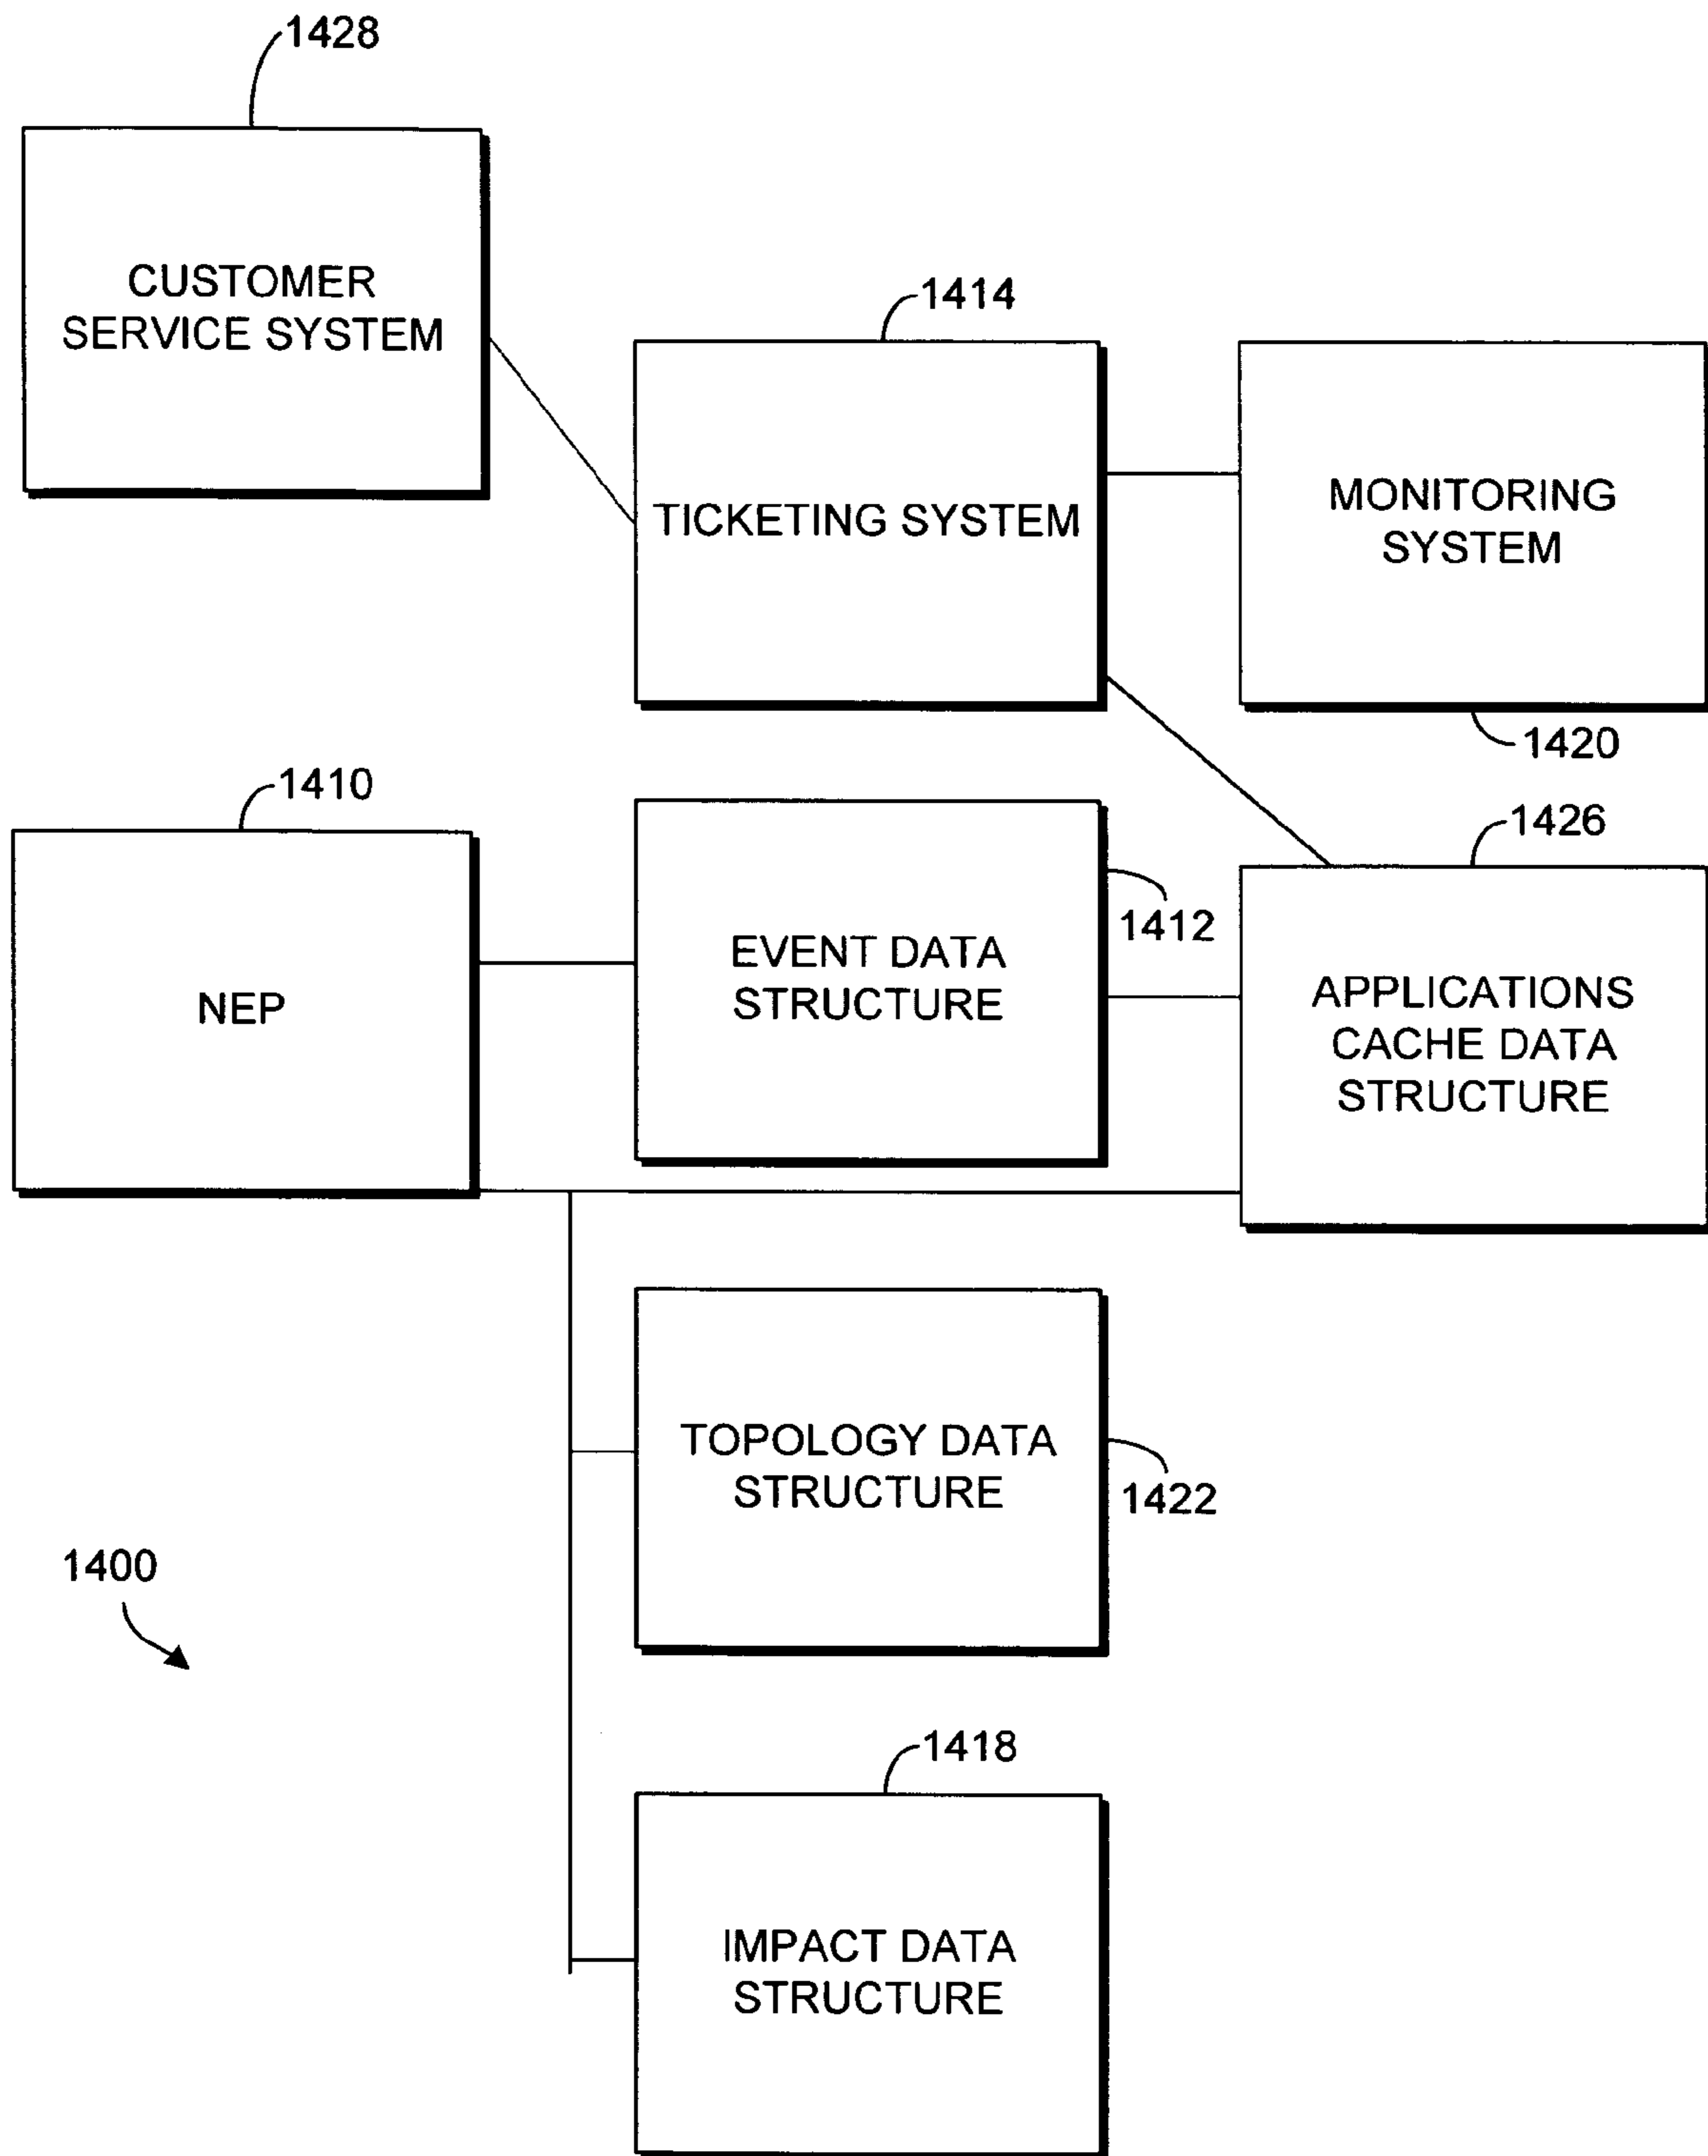 1428
CUSTOMER
SERVICE SYSTEM
1414
TICKETING SYSTEM
MONITORING
SYSTEM
1420
1410
NEP
EVENT DATA
STRUCTURE
1412
1426
APPLICATIONS
CACHE DATA
STRUCTURE
TOPOLOGY DATA
STRUCTURE
1422
1400
1418
IMPACT DATA
STRUCTURE